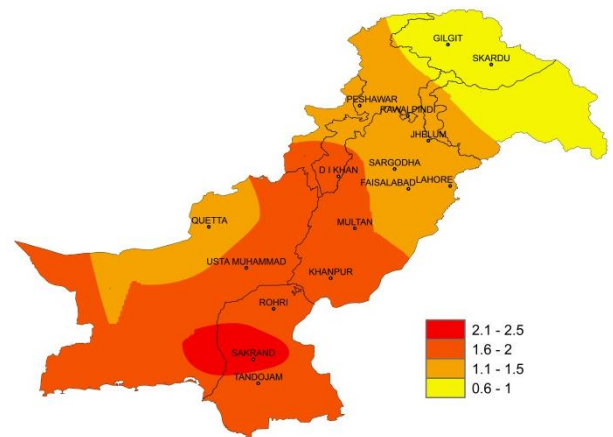 GILGIT
SKARDU
PESHAWAR
RAWALPINDI
JHELUM
SARGODHA
D I KHAN
FAISALABAD
LAHORE
QUETTA
MULTAN
USTA MUHAMMAD
KHANPUR
ROHRI
SAKRAND
TANDOJAM
2.1 - 2.5
1.6 - 2
1.1 - 1.5
0.6 - 1